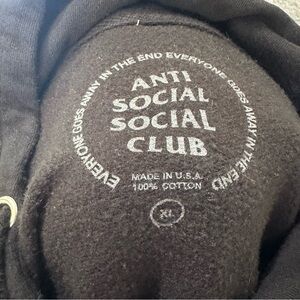 EVERYONE GOES AWAY IN THE END EVERYONE GOES AWAY IN THE END
ANTI
SOCIAL
SOCIAL
CLUB
MADE IN U.S.A.
100% COTTON
XL